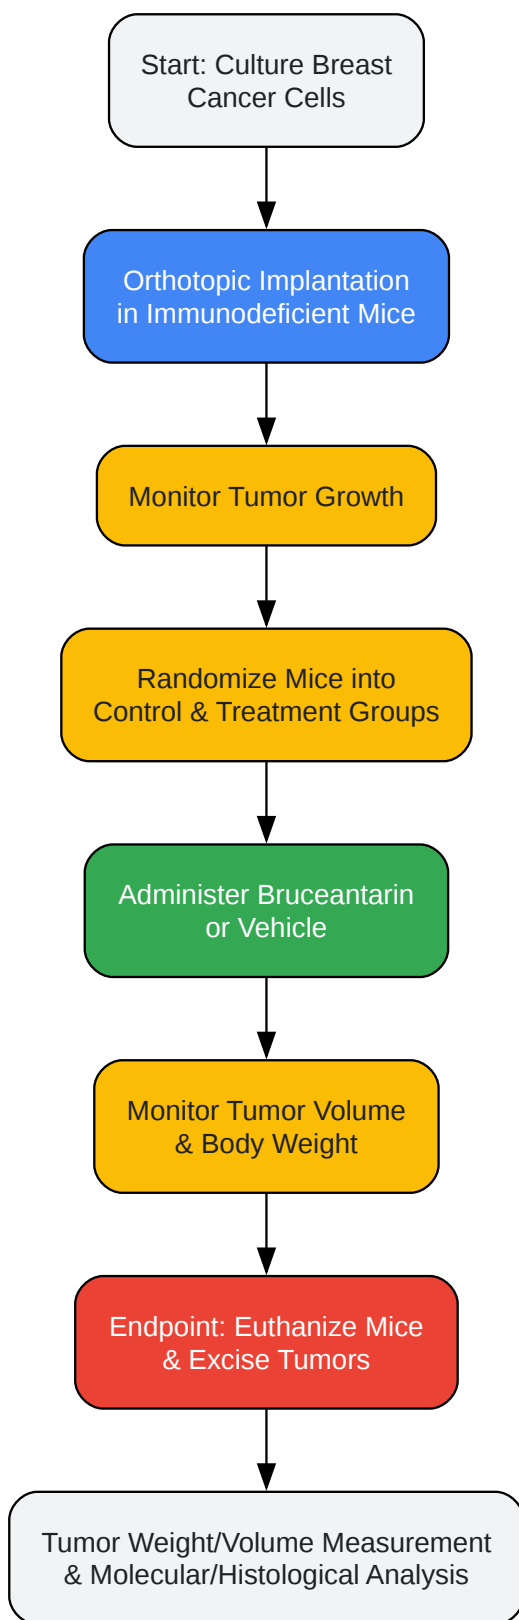 Start: Culture Breast
Cancer Cells
Orthotopic Implantation
in Immunodeficient Mice
Monitor Tumor Growth
Randomize Mice into
Control & Treatment Groups
Administer Bruceantarin
or Vehicle
Monitor Tumor Volume
& Body Weight
Endpoint: Euthanize Mice
& Excise Tumors
Tumor Weight/Volume Measurement
& Molecular/Histological Analysis